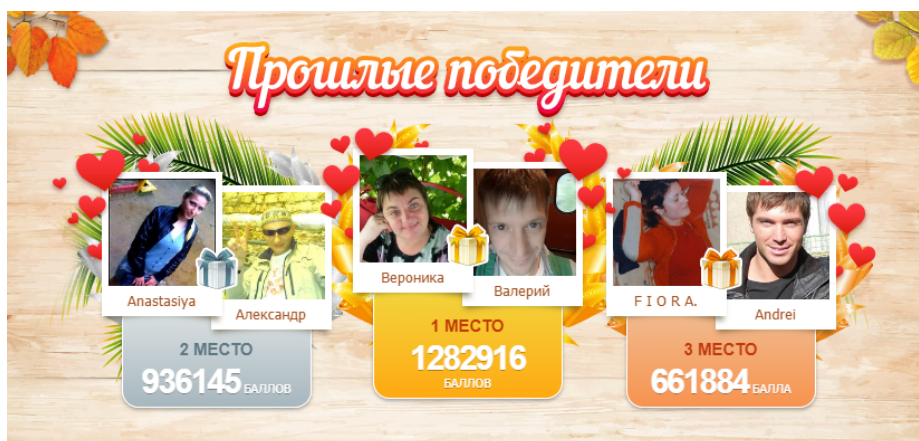 Прошлые победители
Anastasiya
Александр
2 МЕСТО
936145 БАЛЛОВ
Вероника
Валерий
1 МЕСТО
1282916
БАЛЛОВ
F I O R A.
Andrei
3 МЕСТО
661884 БАЛЛА